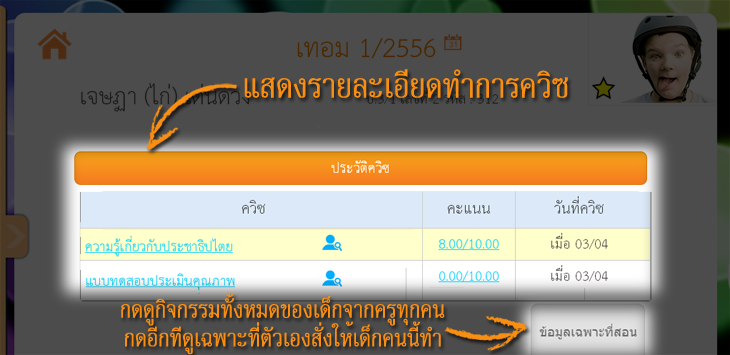 เทอม 1/2556
31
เจษฎา (ไก่) เด่นดวง
แสดงรายละเอียดทำการควิซ
ประวัติควิซ
ควิซ คะแนน วันที่ควิซ
ความรู้เกี่ยวกับประชาธิปไตย 8.00/10.00 เมื่อ 03/04
แบบทดสอบประเมินคุณภาพ 0.00/10.00 เมื่อ 03/04
กดดูกิจกรรมทั้งหมดของเด็กจากครูทุกคน
กดอีกทีดูเฉพาะที่ตัวเองสั่งให้เด็กคนนี้ทำ
ข้อมูลเฉพาะที่สอน